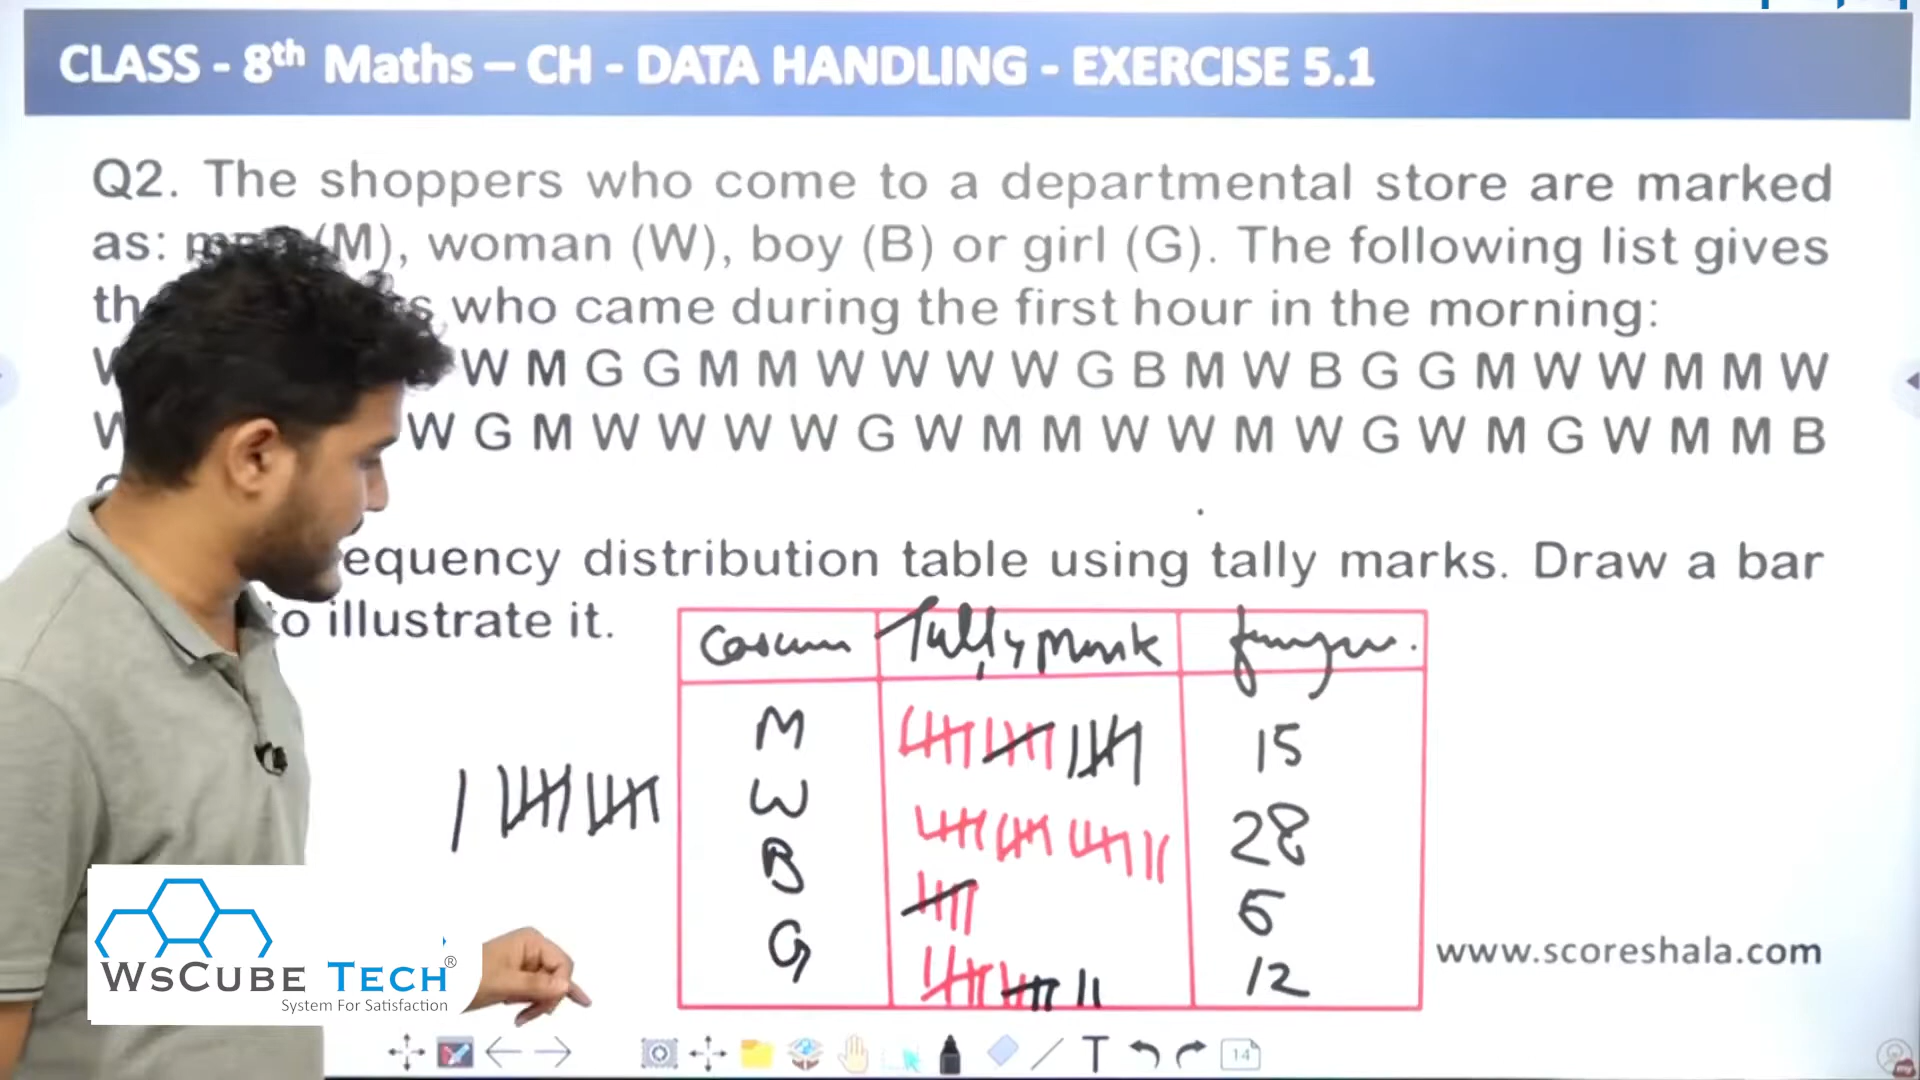 CLASS - 8th Maths – CH - DATA HANDLING - EXERCISE 5.1
Q2. The shoppers who come to a departmental store are marked
as: (M), woman (W), boy (B) or girl (G). The following list gives
who came during the first hour in the morning:
W W M G G M M W W W W G B M W B G G M W W M M W
W W G M W W W W G W M M W W M W G W M G W M M B
equency distribution table using tally marks. Draw a bar
to illustrate it.
Tally Mark
M 15
W 28
B 5
G 12
www.scoreshala.com
WSCUBE TECH®
System For Satisfaction
T
14